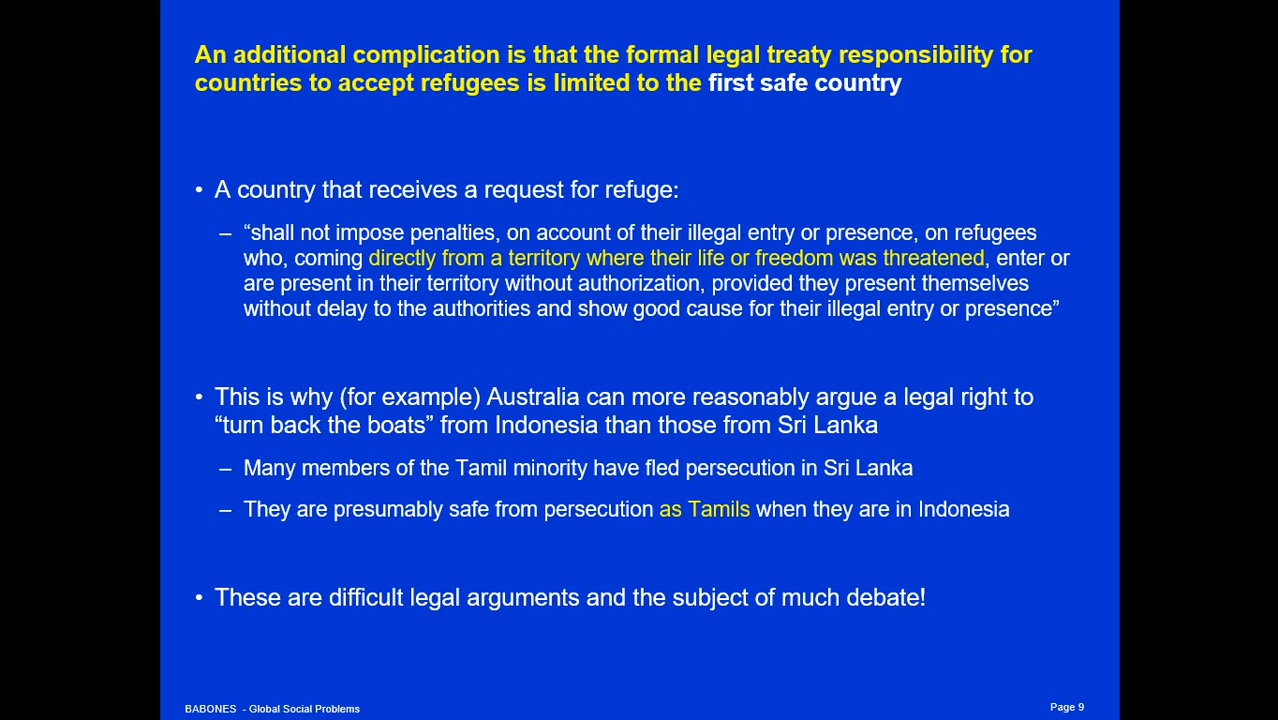 An additional complication is that the formal legal treaty responsibility for
countries to accept refugees is limited to the first safe country
• A country that receives a request for refuge:
– “shall not impose penalties, on account of their illegal entry or presence, on refugees
who, coming directly from a territory where their life or freedom was threatened, enter or
are present in their territory without authorization, provided they present themselves
without delay to the authorities and show good cause for their illegal entry or presence”
• This is why (for example) Australia can more reasonably argue a legal right to
“turn back the boats” from Indonesia than those from Sri Lanka
– Many members of the Tamil minority have fled persecution in Sri Lanka
– They are presumably safe from persecution as Tamils when they are in Indonesia
• These are difficult legal arguments and the subject of much debate!
BABONES - Global Social Problems
Page 9